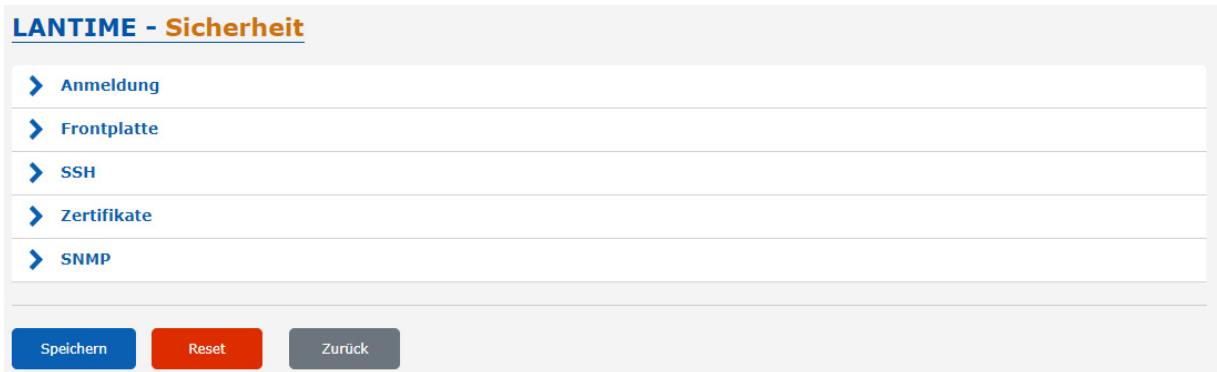 LANTIME - Sicherheit
Anmeldung
Frontplatte
SSH
Zertifikate
SNMP
Speichern Reset Zurück